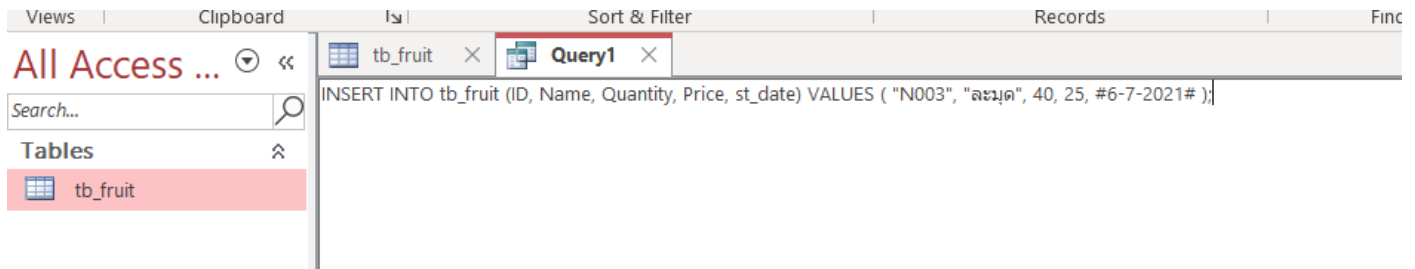 Views Clipboard Sort & Filter Records Find
All Access ... «
tb_fruit Query1
Search...
INSERT INTO tb_fruit (ID, Name, Quantity, Price, st_date) VALUES ( "N003", "ละมุด", 40, 25, #6-7-2021# );
Tables
tb_fruit